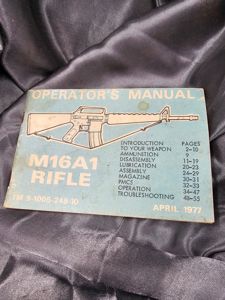 OPERATOR'S MANUAL
M16A1
RIFLE
PAGES
INTRODUCTION
TO YOUR WEAPON 2-10
AMMUNITION 9
DISASSEMBLY 11-19
LUBRICATION 20-23
ASSEMBLY 24-29
MAGAZINE 30-31
PMCS 32-33
OPERATION 34-47
TROUBLESHOOTING 48-55
TM 9-1005-249-10
APRIL 1977